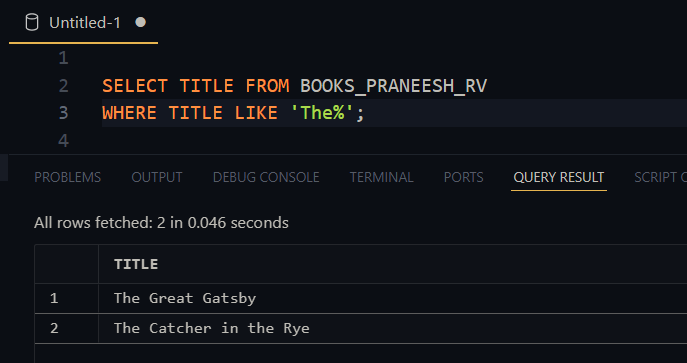 Untitled-1
1
2 SELECT TITLE FROM BOOKS_PRANEESH_RV
3 WHERE TITLE LIKE 'The%';
4
PROBLEMS OUTPUT DEBUG CONSOLE TERMINAL PORTS QUERY RESULT SCRIPT
All rows fetched: 2 in 0.046 seconds
TITLE
1 The Great Gatsby
2 The Catcher in the Rye